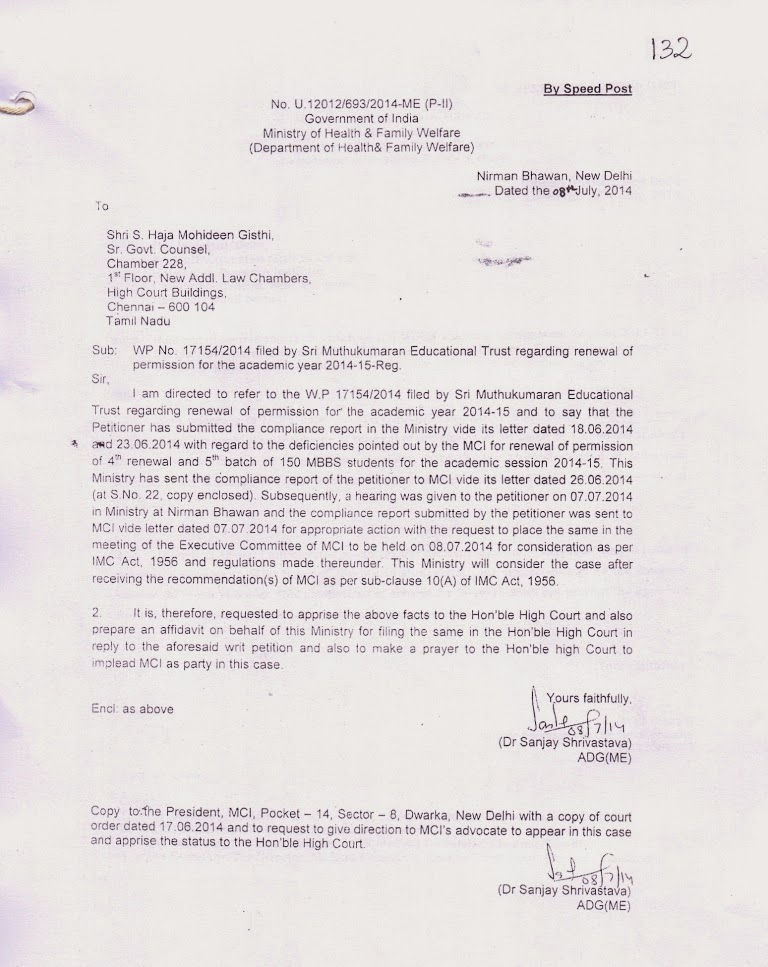 132
By Speed Post
No. U.12012/693/2014-ME (P-II)
Government of India
Ministry of Health & Family Welfare
(Department of Health& Family Welfare)
Nirman Bhawan, New Delhi
Dated the 08th July, 2014
To
Shri S. Haja Mohideen Gisthi,
Sr. Govt. Counsel,
Chamber 228,
1st Floor, New Addl. Law Chambers,
High Court Buildings,
Chennai – 600 104
Tamil Nadu
Sub: WP No. 17154/2014 filed by Sri Muthukumaran Educational Trust regarding renewal of
permission for the academic year 2014-15-Reg.
Sir,
I am directed to refer to the W.P 17154/2014 filed by Sri Muthukumaran Educational
Trust regarding renewal of permission for the academic year 2014-15 and to say that the
Petitioner has submitted the compliance report in the Ministry vide its letter dated 18.06.2014
and 23.06.2014 with regard to the deficiencies pointed out by the MCI for renewal of permission
of 4th renewal and 5th batch of 150 MBBS students for the academic session 2014-15. This
Ministry has sent the compliance report of the petitioner to MCI vide its letter dated 26.06.2014
(at S.No. 22, copy enclosed). Subsequently, a hearing was given to the petitioner on 07.07.2014
in Ministry at Nirman Bhawan and the compliance report submitted by the petitioner was sent to
MCI vide letter dated 07.07.2014 for appropriate action with the request to place the same in the
meeting of the Executive Committee of MCI to be held on 08.07.2014 for consideration as per
IMC Act, 1956 and regulations made thereunder. This Ministry will consider the case after
receiving the recommendation(s) of MCI as per sub-clause 10(A) of IMC Act, 1956.
2. It is, therefore, requested to apprise the above facts to the Hon'ble High Court and also
prepare an affidavit on behalf of this Ministry for filing the same in the Hon'ble High Court in
reply to the aforesaid writ petition and also to make a prayer to the Hon'ble high Court to
implead MCI as party in this case.
Yours faithfully,
Encl: as above
08/7/14
(Dr Sanjay Shrivastava)
ADG(ME)
Copy to:The President, MCI, Pocket – 14, Sector – 8, Dwarka, New Delhi with a copy of court
order dated 17.06.2014 and to request to give direction to MCI's advocate to appear in this case
and apprise the status to the Hon'ble High Court.
08/7/14
(Dr Sanjay Shrivastava)
ADG(ME)